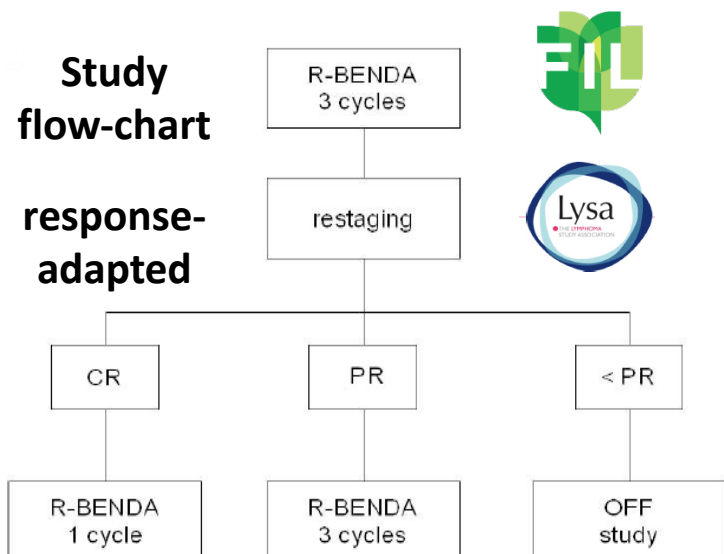 Study
flow-chart
response-
adapted
R-BENDA
3 cycles
FIL
restaging
Lysa
THE LYMPHOMA
STUDY ASSOCIATION
CR
PR
< PR
R-BENDA
1 cycle
R-BENDA
3 cycles
OFF
study